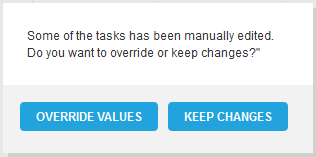 Some of the tasks has been manually edited.
Do you want to override or keep changes?"
OVERRIDE VALUES
KEEP CHANGES